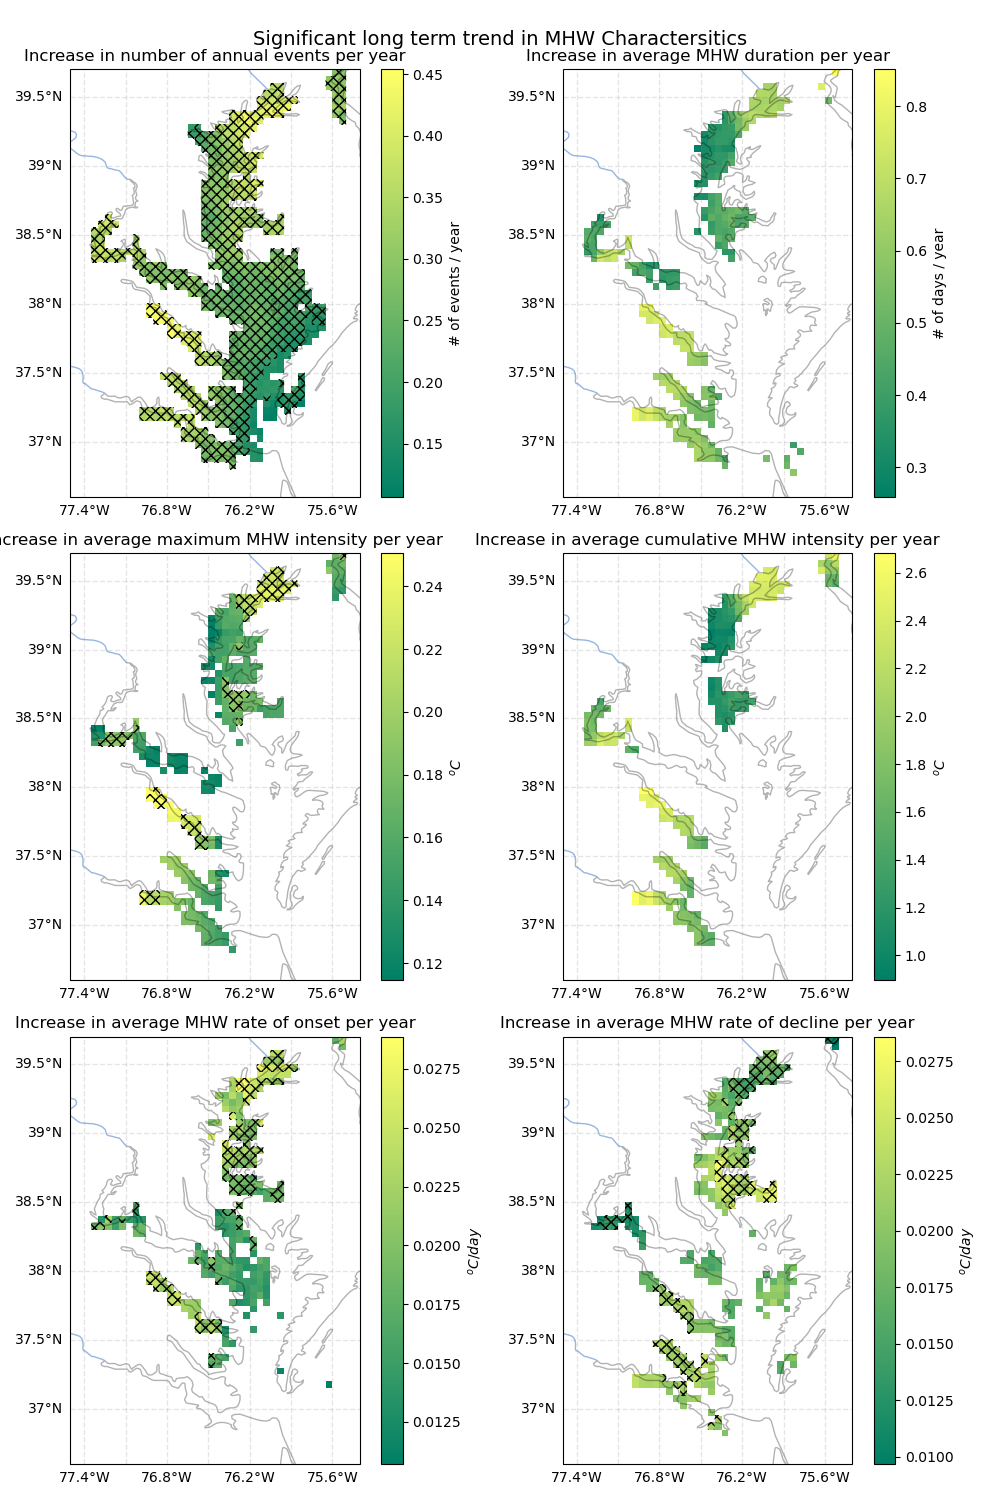 Significant long term trend in MHW Charactersitics
Increase in number of annual events per year
39.5°N
39°N
38.5°N
38°N
37.5°N
37°N
77.4°W 76.8°W 76.2°W 75.6°W
0.45
0.40
0.35
0.30
0.25
0.20
0.15
# of events / year
Increase in average MHW duration per year
39.5°N
39°N
38.5°N
38°N
37.5°N
37°N
77.4°W 76.8°W 76.2°W 75.6°W
0.8
0.7
0.6
0.5
0.4
0.3
# of days / year
ncrease in average maximum MHW intensity per year
39.5°N
39°N
38.5°N
38°N
37.5°N
37°N
77.4°W 76.8°W 76.2°W 75.6°W
0.24
0.22
0.20
0.18
0.16
0.14
0.12
°C
Increase in average cumulative MHW intensity per year
39.5°N
39°N
38.5°N
38°N
37.5°N
37°N
77.4°W 76.8°W 76.2°W 75.6°W
2.6
2.4
2.2
2.0
1.8
1.6
1.4
1.2
1.0
°C
Increase in average MHW rate of onset per year
39.5°N
39°N
38.5°N
38°N
37.5°N
37°N
77.4°W 76.8°W 76.2°W 75.6°W
0.0275
0.0250
0.0225
0.0200
0.0175
0.0150
0.0125
°C/day
Increase in average MHW rate of decline per year
39.5°N
39°N
38.5°N
38°N
37.5°N
37°N
77.4°W 76.8°W 76.2°W 75.6°W
0.0275
0.0250
0.0225
0.0200
0.0175
0.0150
0.0125
0.0100
°C/day